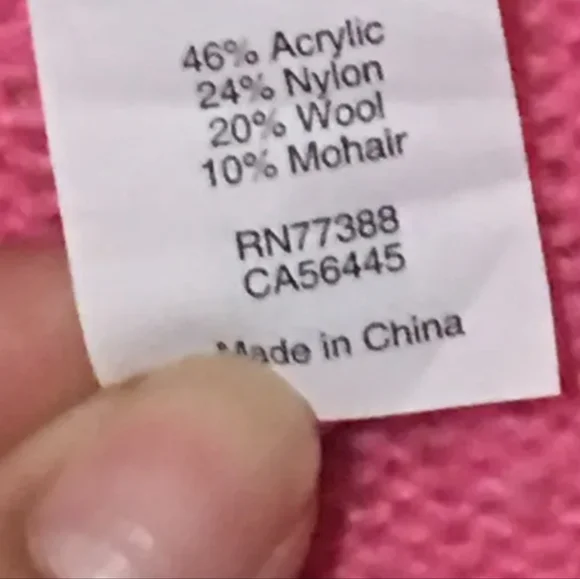 46% Acrylic
24% Nylon
20% Wool
10% Mohair
RN77388
CA56445
Made in China